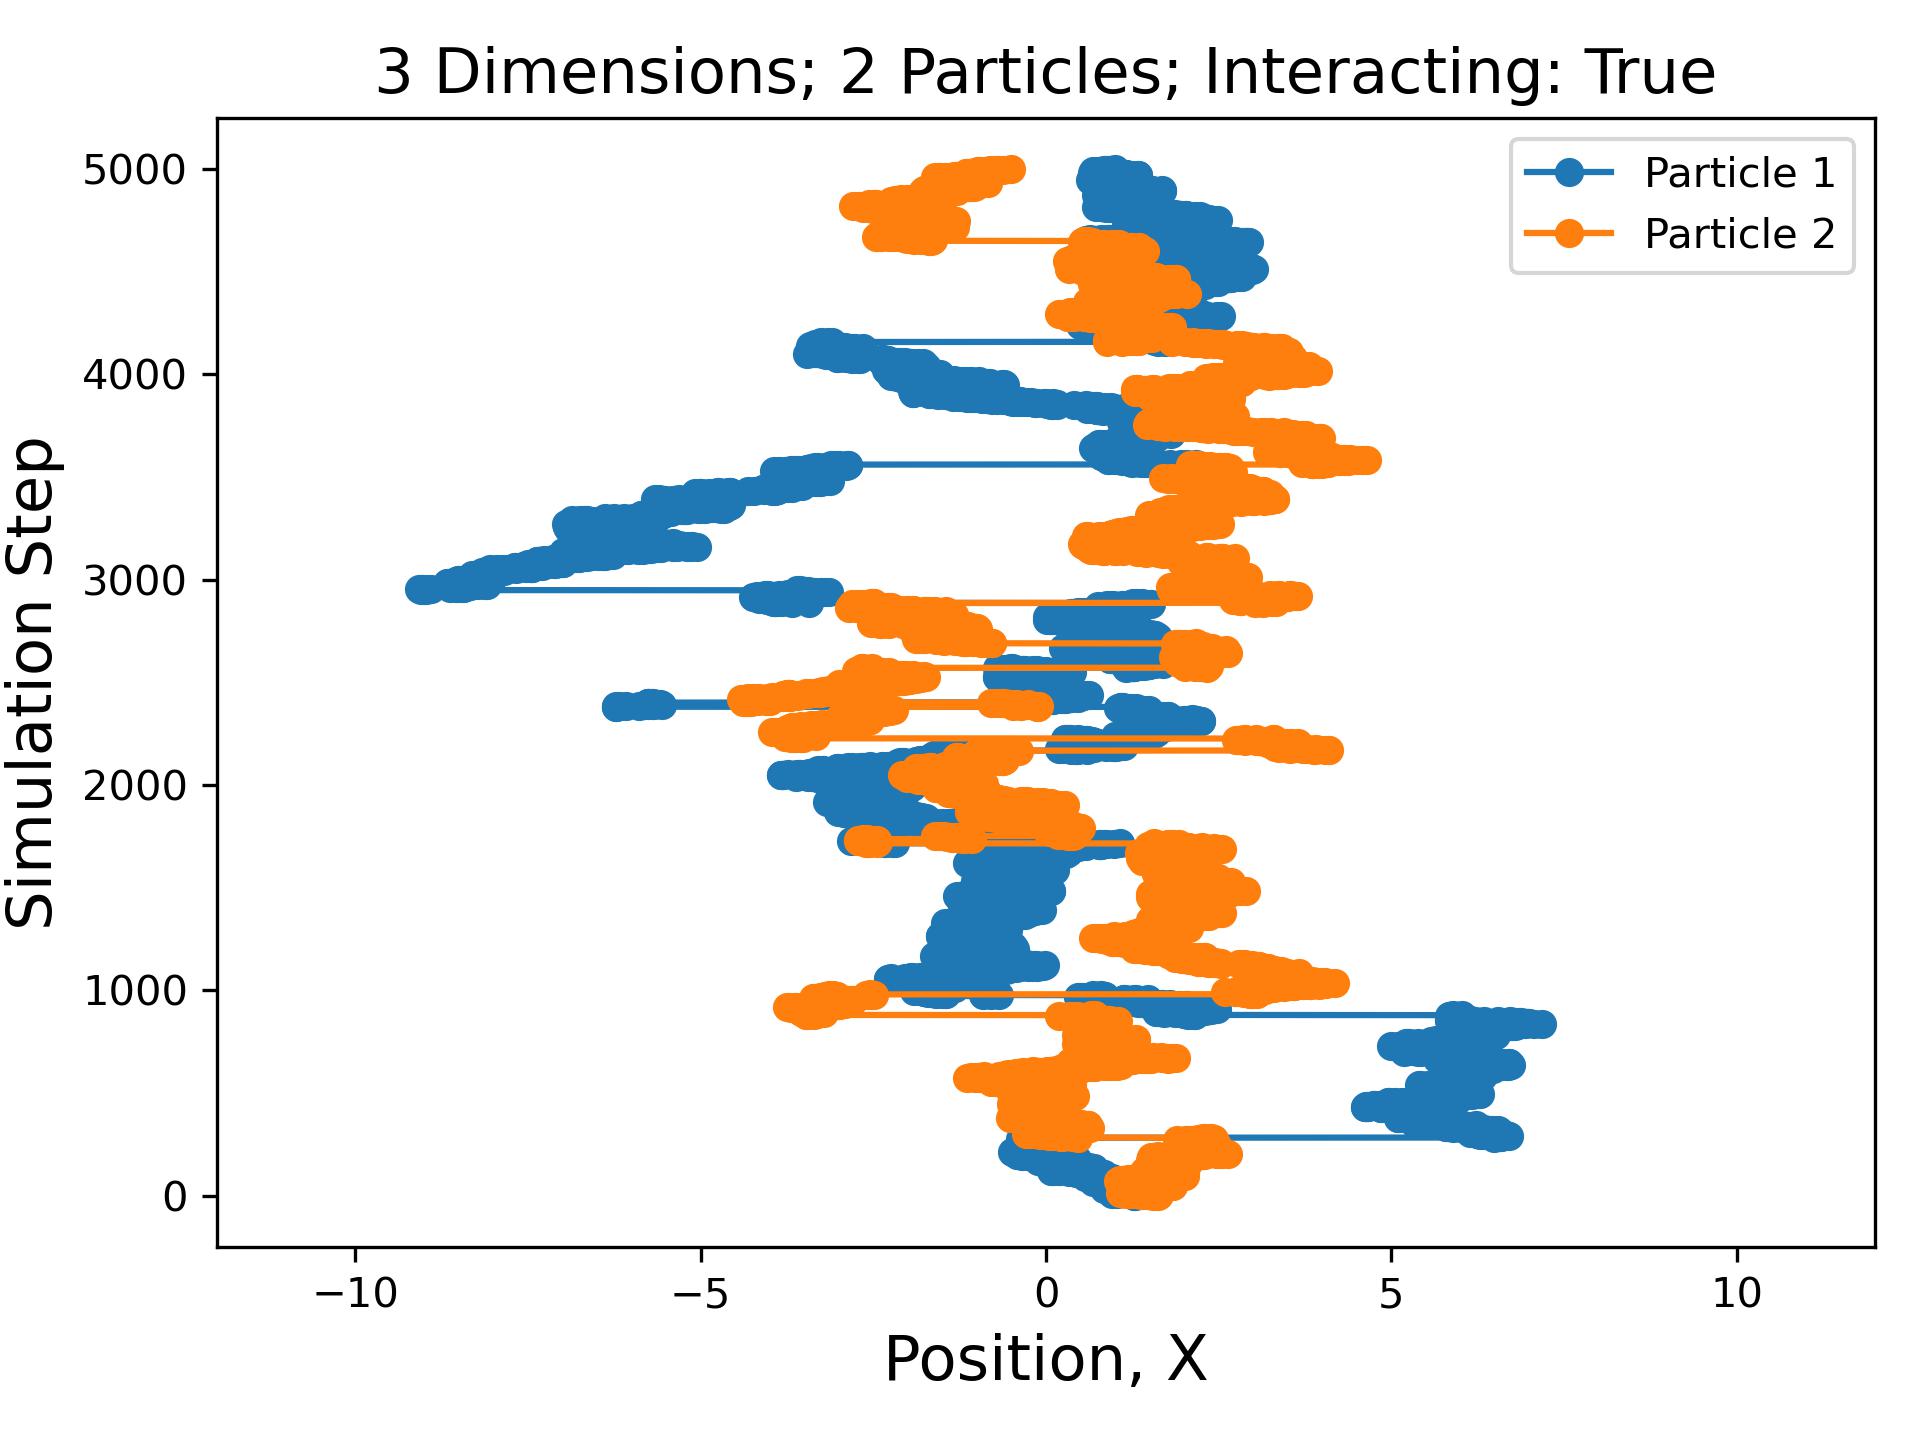 3 Dimensions; 2 Particles; Interacting: True
Particle 1
Particle 2
Simulation Step
5000
4000
3000
2000
1000
0
−10
−5
0
5
10
Position, X